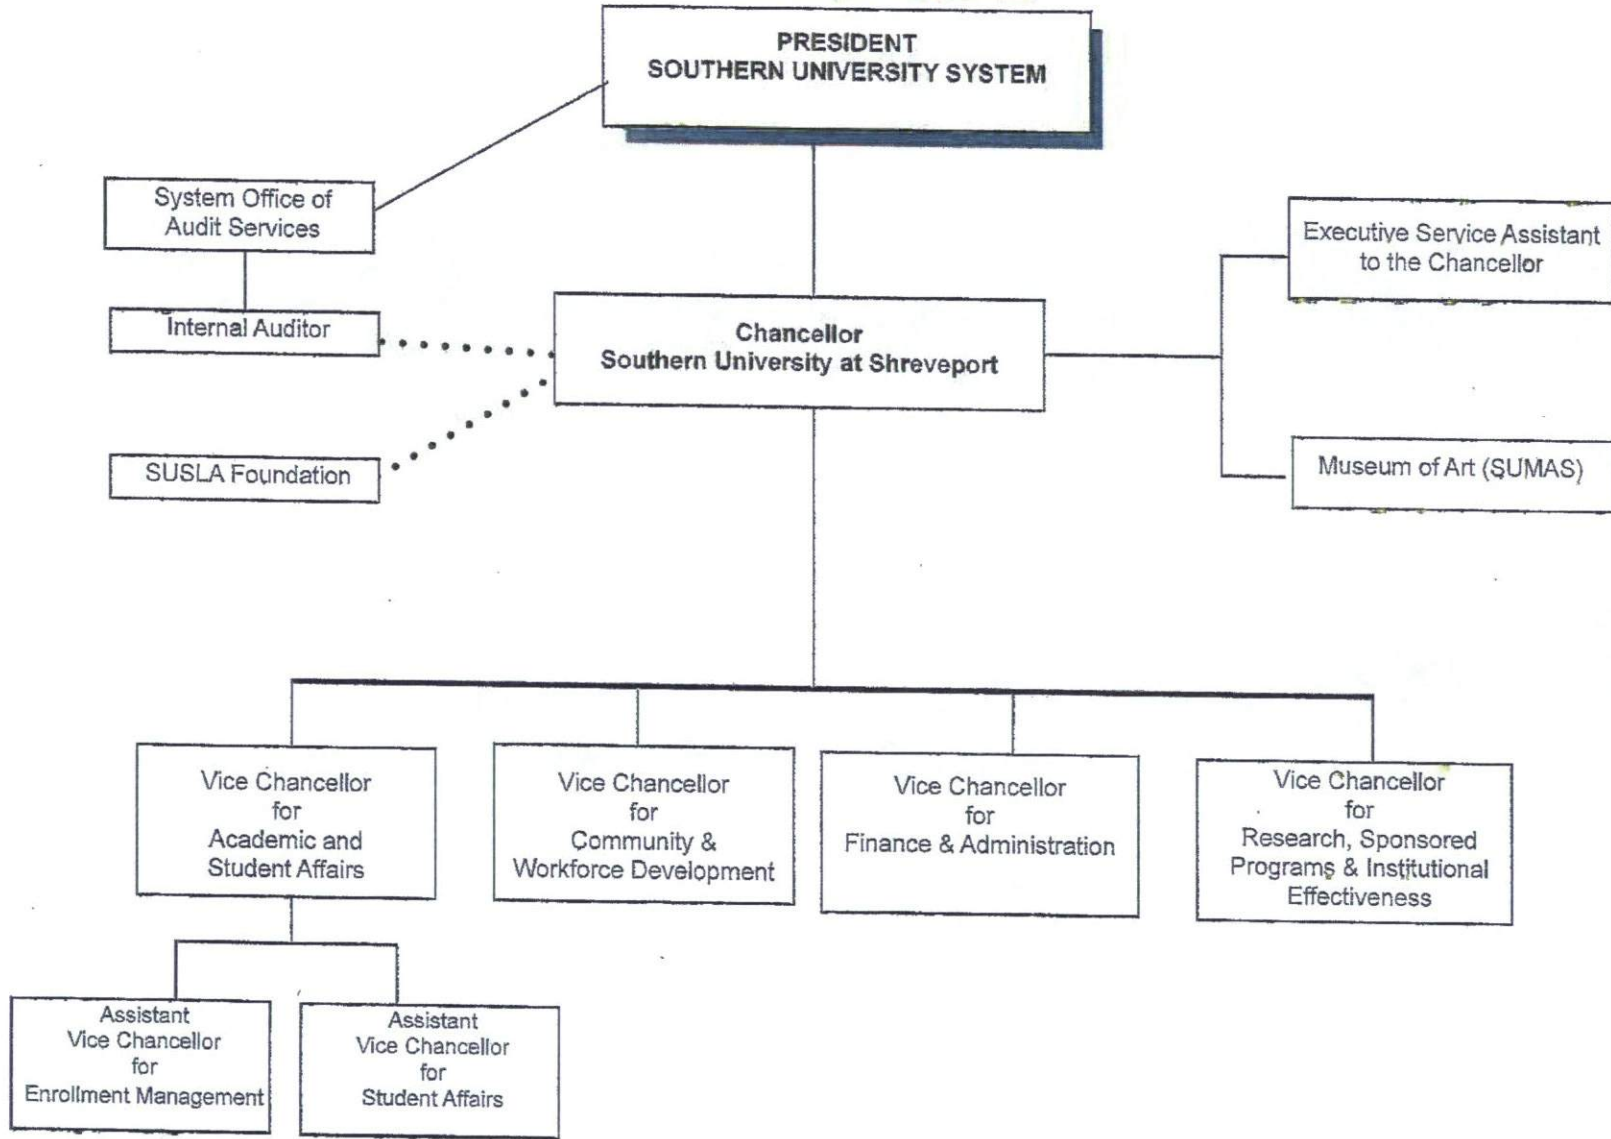 PRESIDENT
SOUTHERN UNIVERSITY SYSTEM
System Office of
Audit Services
Executive Service Assistant
to the Chancellor
Internal Auditor
Chancellor
Southern University at Shreveport
SUSLA Foundation
Museum of Art (SUMAS)
Vice Chancellor
for
Academic and
Student Affairs
Vice Chancellor
for
Community &
Workforce Development
Vice Chancellor
for
Finance & Administration
Vice Chancellor
for
Research, Sponsored
Programs & Institutional
Effectiveness
Assistant
Vice Chancellor
for
Enrollment Management
Assistant
Vice Chancellor
for
Student Affairs